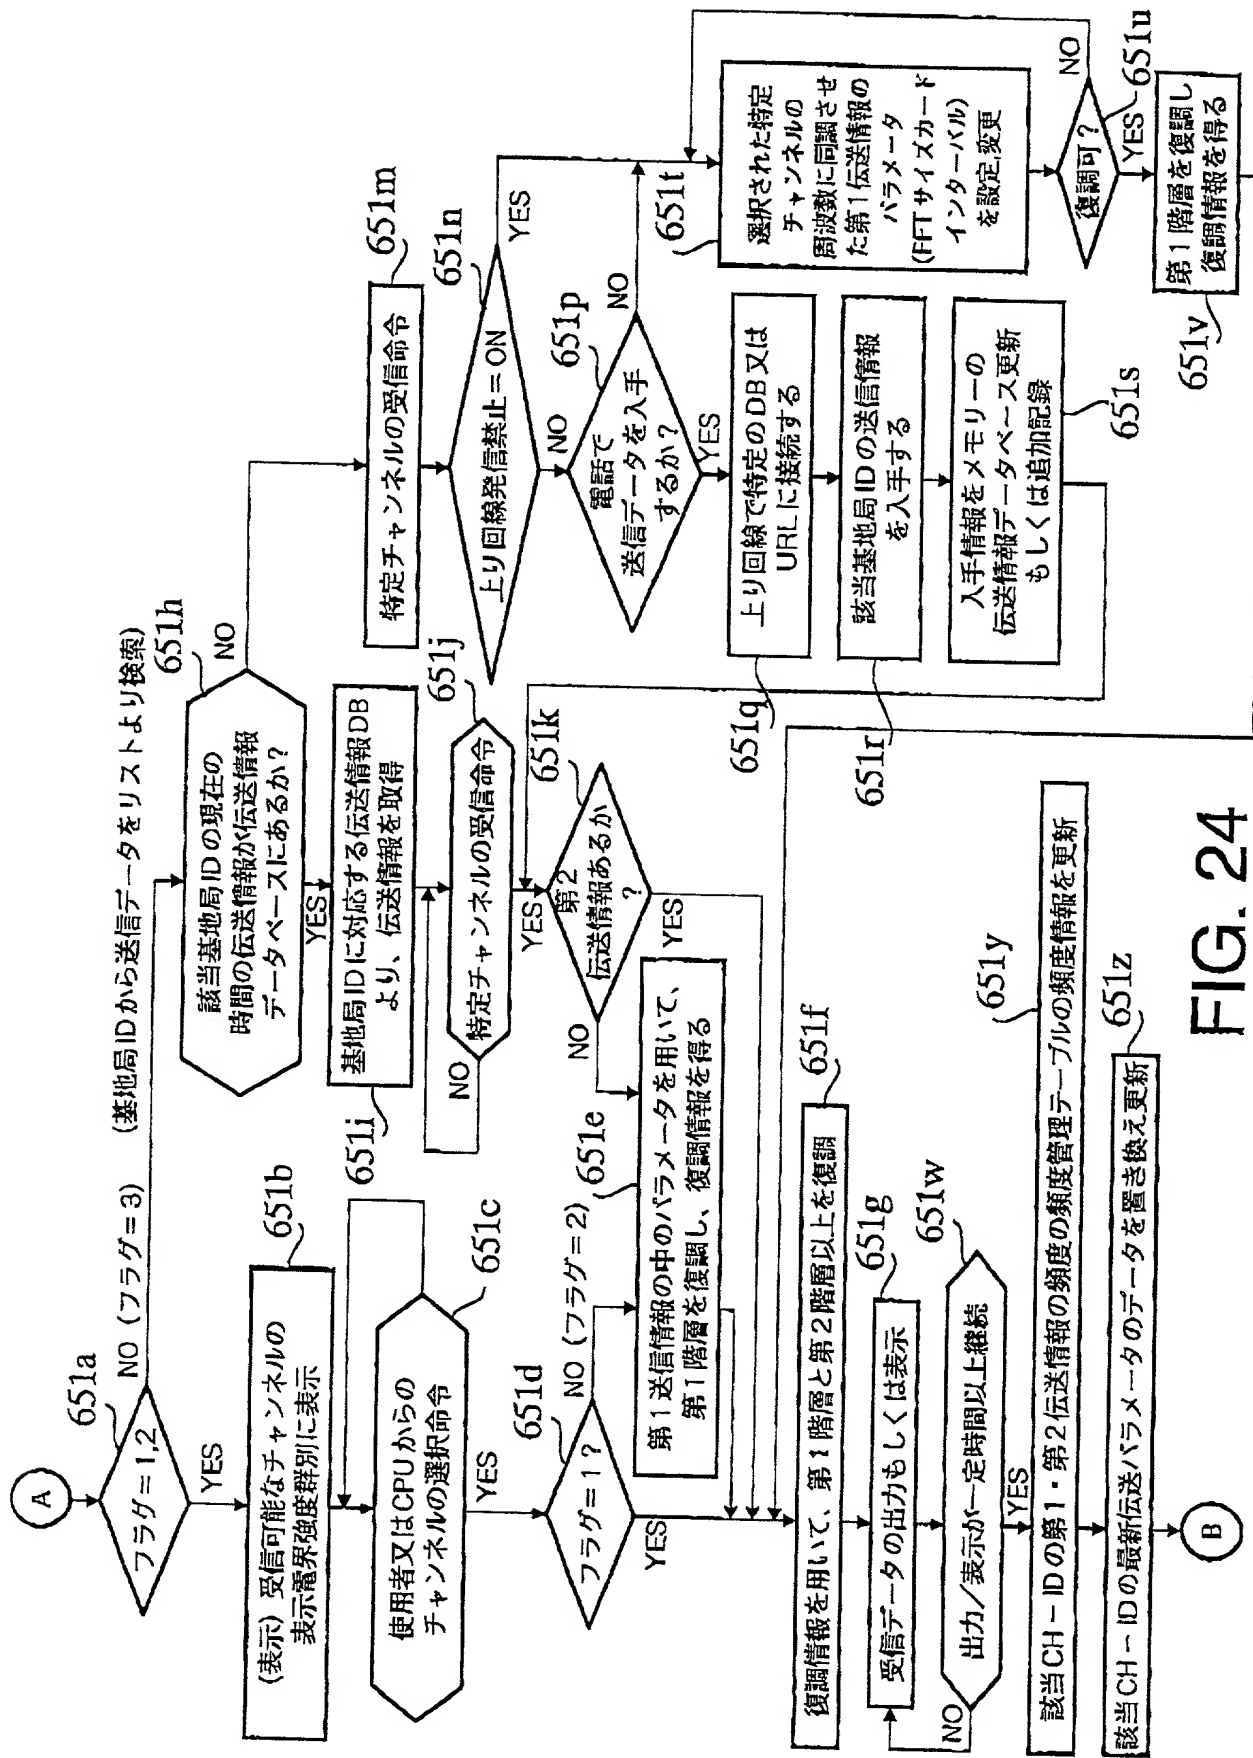 A
651a
フラグ=1,2
NO (フラグ=3)
(基地局IDから送信データをリストより検索)
YES
651b
(表示) 受信可能なチャンネルの
表示電界強度群別に表示
651c
使用者又はCPUからの
チャンネルの選択命令
YES
651d
フラグ=1?
NO (フラグ=2)
YES
651e
第1送信情報の中のパラメータを用いて、
第1階層を復調し、復調情報を得る
651h
該当基地局IDの現在の
時間の伝送情報が伝送情報
データベースにあるか?
NO
YES
651i
基地局IDに対応する伝送情報DB
より、伝送情報を取得
651j
特定チャンネルの受信命令
NO
YES
651k
第2
伝送情報あるか
?
NO
YES
651m
特定チャンネルの受信命令
651n
上り回線発信禁止=ON
YES
NO
651p
電話で
送信データを入手
するか?
NO
YES
651q
上り回線で特定のDB又は
URLに接続する
651r
該当基地局IDの送信情報
を入手する
651s
入手情報をメモリーの
伝送情報データベース更新
もしくは追加記録
651t
選択された特定
チャンネルの
周波数に同調させ
た第1伝送情報の
パラメータ
(FFTサイズカード
インターバル)
を設定,変更
651u
復調可?
NO
YES
651v
第1階層を復調し
復調情報を得る
651f
復調情報を用いて、第1階層と第2階層以上を復調
651g
受信データの出力もしくは表示
651w
出力/表示が一定時間以上継続
NO
YES
651y
該当CH-IDの第1・第2伝送情報の頻度の頻度管理テーブルの頻度情報を更新
651z
該当CH-IDの最新伝送パラメータのデータを置き換え更新
B
FIG. 24